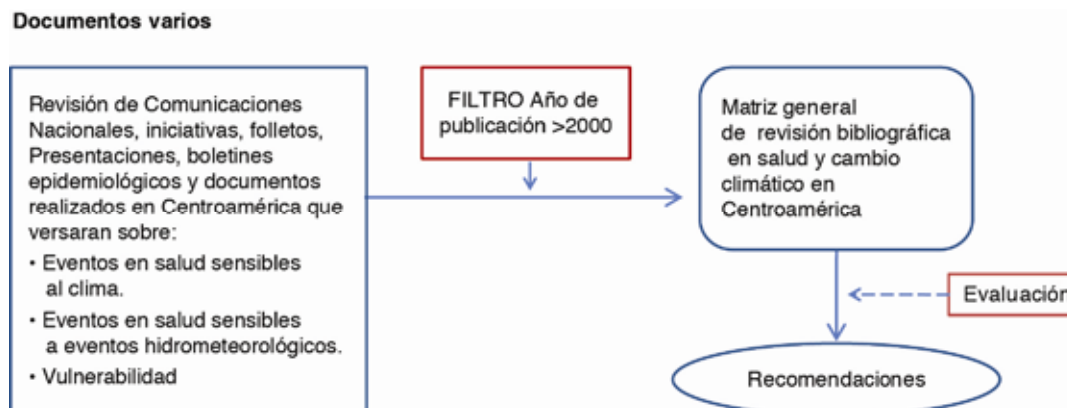 Documentos varios
Revisión de Comunicaciones
Nacionales, iniciativas, folletos,
Presentaciones, boletines
epidemiológicos y documentos
realizados en Centroamérica que
versaran sobre:
• Eventos en salud sensibles
al clima.
• Eventos en salud sensibles
a eventos hidrometeorológicos.
• Vulnerabilidad
FILTRO Año de
publicación >2000
Matriz general
de revisión bibliográfica
en salud y cambio
climático en
Centroamérica
Evaluación
Recomendaciones